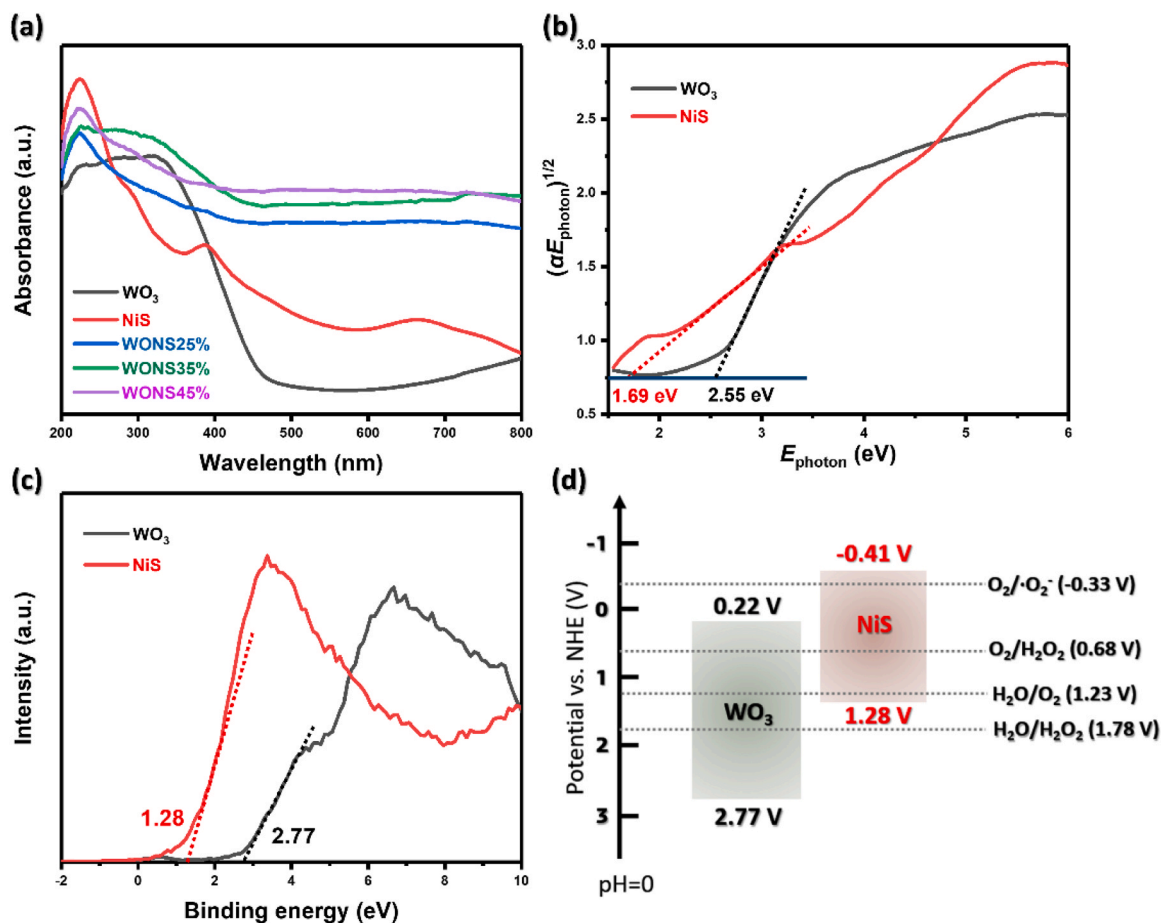 (a)
Absorbance (a.u.)
WO₃
NiS
WONS25%
WONS35%
WONS45%
200 300 400 500 600 700 800
Wavelength (nm)
(b)
(αE_photon)^1/2
3.0
2.5
2.0
1.5
1.0
0.5
WO₃
NiS
1.69 eV
2.55 eV
2 3 4 5 6
E_photon (eV)
(c)
Intensity (a.u.)
WO₃
NiS
1.28
2.77
-2 0 2 4 6 8 10
Binding energy (eV)
(d)
Potential vs. NHE (V)
-1
0
1
2
3
pH=0
-0.41 V
0.22 V
NiS
WO₃
1.28 V
2.77 V
O₂/·O₂⁻ (-0.33 V)
O₂/H₂O₂ (0.68 V)
H₂O/O₂ (1.23 V)
H₂O/H₂O₂ (1.78 V)